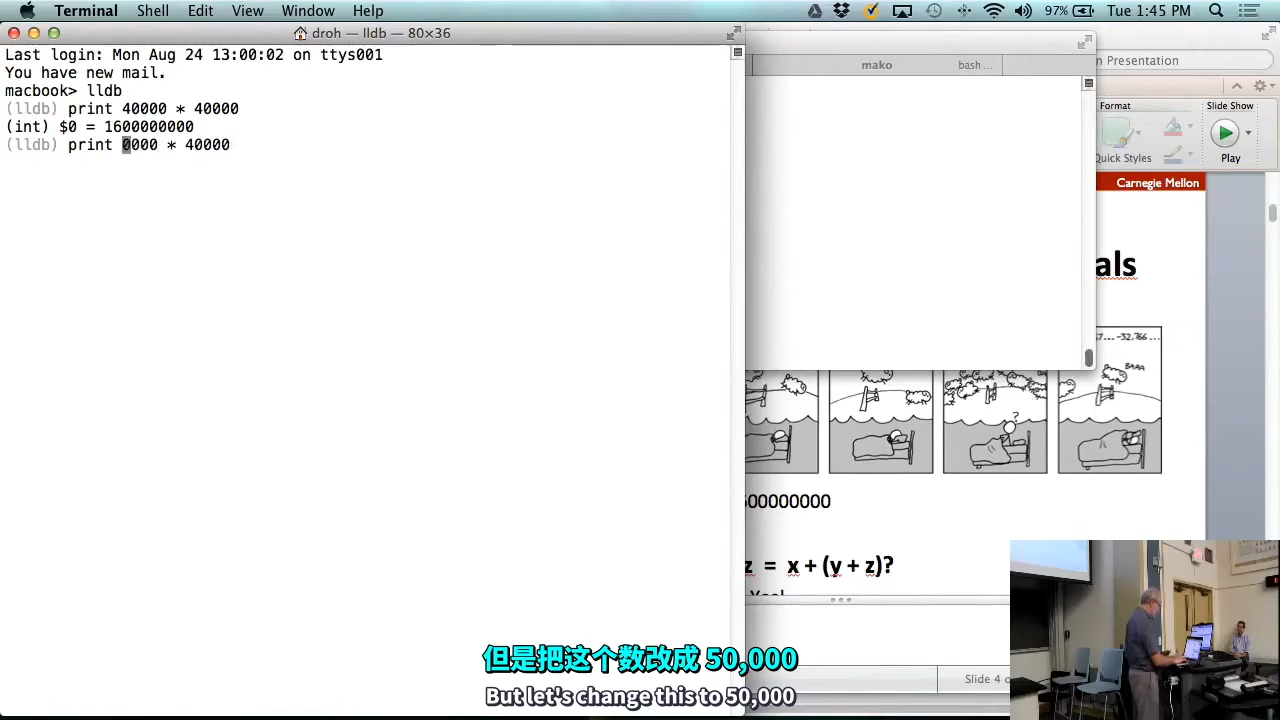 Terminal Shell Edit View Window Help
97% Tue 1:45 PM
droh — lldb — 80×36
Last login: Mon Aug 24 13:00:02 on ttys001
You have new mail.
macbook> lldb
(lldb) print 40000 * 40000
(int) $0 = 1600000000
(lldb) print 0000 * 40000
mako
bash ...
n Presentation
Format
Slide Show
Quick Styles
Play
Carnegie Mellon
als
-32,766 ...
BAAA
?
00000000
z = x + (y + z)?
Slide 4 o
但是把这个数改成 50,000
But let's change this to 50,000